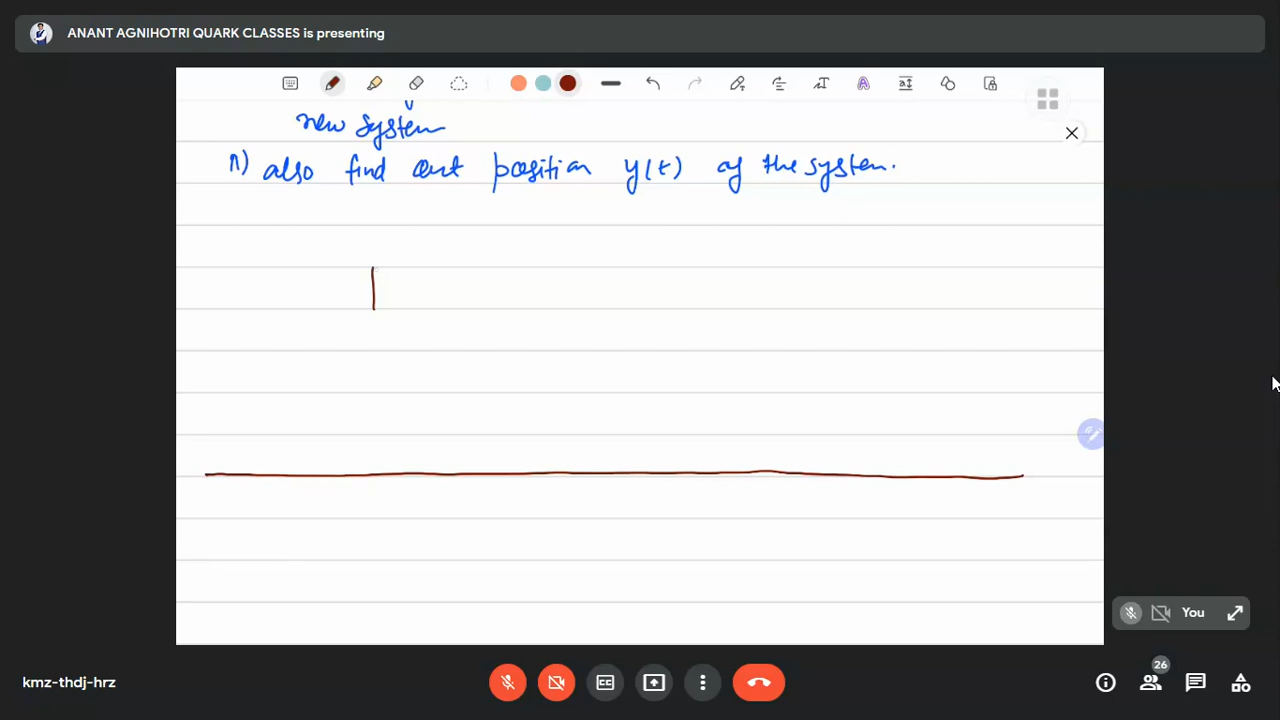 ANANT AGNIHOTRI QUARK CLASSES is presenting
new system
also find out position y(t) of the system.
You
kmz-thdj-hrz
26